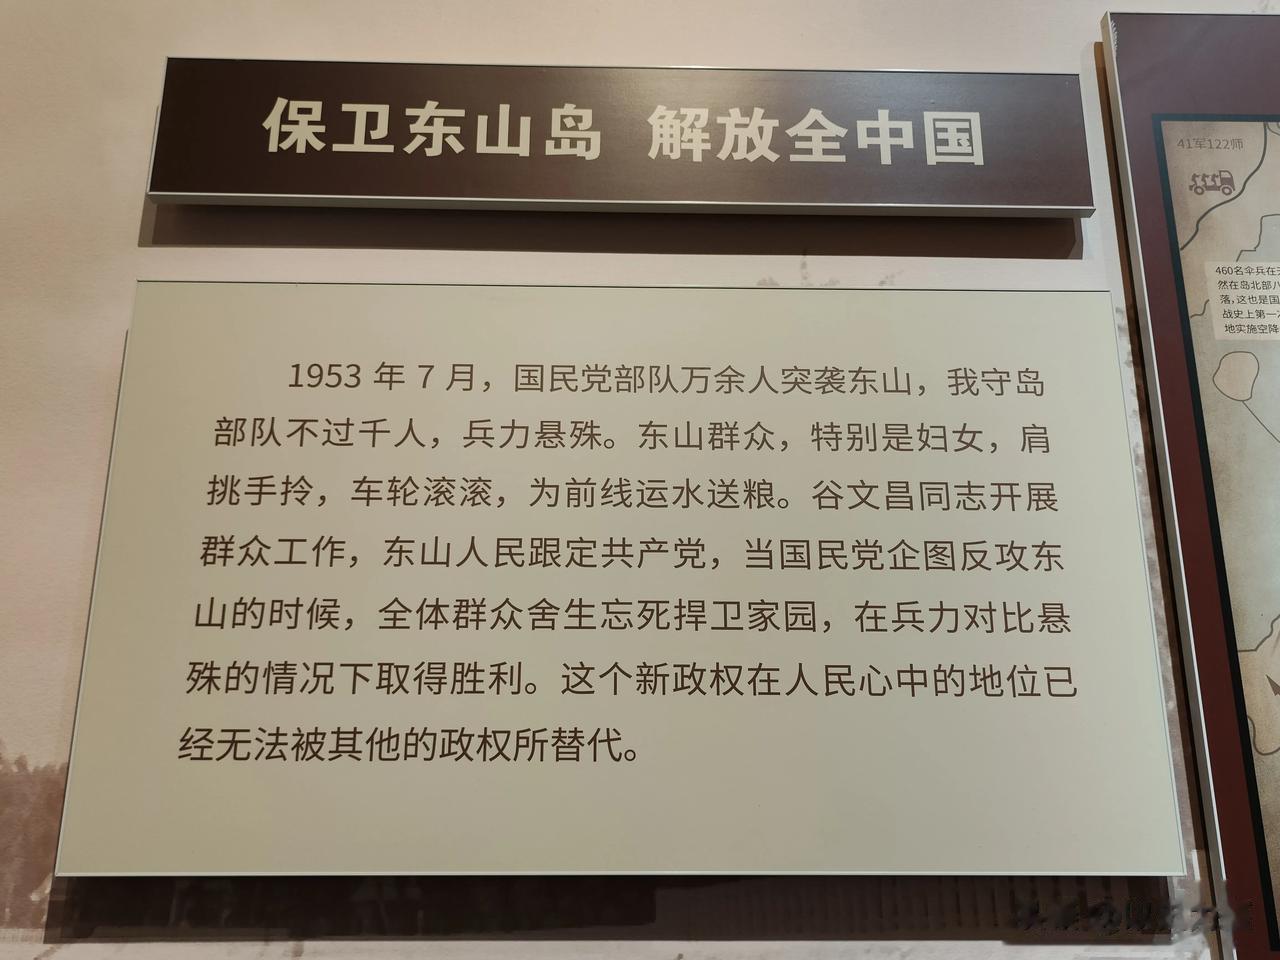 保卫东山岛 解放全中国
1953 年 7 月，国民党部队万余人突袭东山，我守岛
部队不过千人，兵力悬殊。东山群众，特别是妇女，肩
挑手拎，车轮滚滚，为前线运水送粮。谷文昌同志开展
群众工作，东山人民跟定共产党，当国民党企图反攻东
山的时候，全体群众舍生忘死捍卫家园，在兵力对比悬
殊的情况下取得胜利。这个新政权在人民心中的地位已
经无法被其他的政权所替代。
41军122师
460名伞兵在
然在岛北部八
落，这也是国
战史上第一
地实施空降